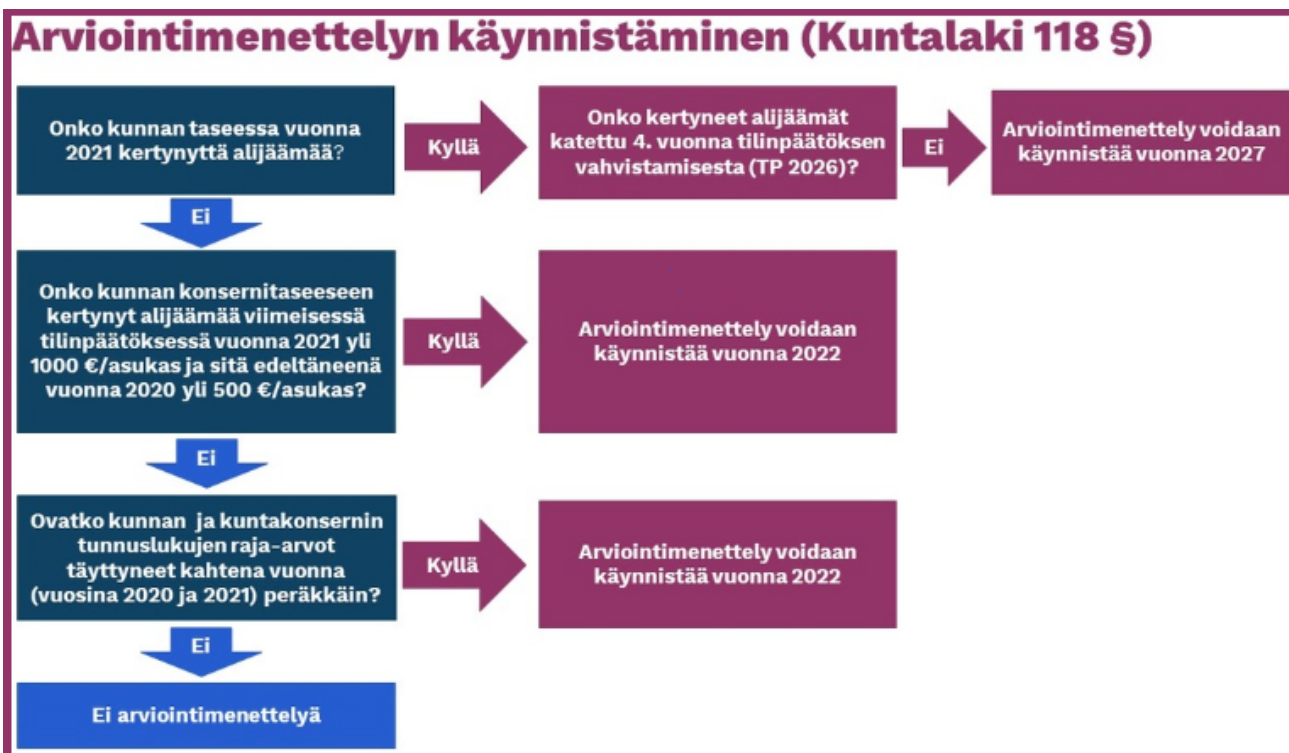 Arviointimenettelyn käynnistäminen (Kuntalaki 118 §)
Onko kunnan taseessa vuonna
2021 kertynyttä alijäämää?
Kyllä
Onko kertyneet alijäämät
katettu 4. vuonna tilinpäätöksen
vahvistamisesta (TP 2026)?
Ei
Arviointimenettely voidaan
käynnistää vuonna 2027
Ei
Onko kunnan konsernitaseeseen
kertynyt alijäämää viimeisessä
tilinpäätöksessä vuonna 2021 yli
1000 €/asukas ja sitä edeltäneenä
vuonna 2020 yli 500 €/asukas?
Kyllä
Arviointimenettely voidaan
käynnistää vuonna 2022
Ei
Ovatko kunnan ja kuntakonsernin
tunnuslukujen raja-arvot
täyttyneet kahtena vuonna
(vuosina 2020 ja 2021) peräkkäin?
Kyllä
Arviointimenettely voidaan
käynnistää vuonna 2022
Ei
Ei arviointimenettelyä